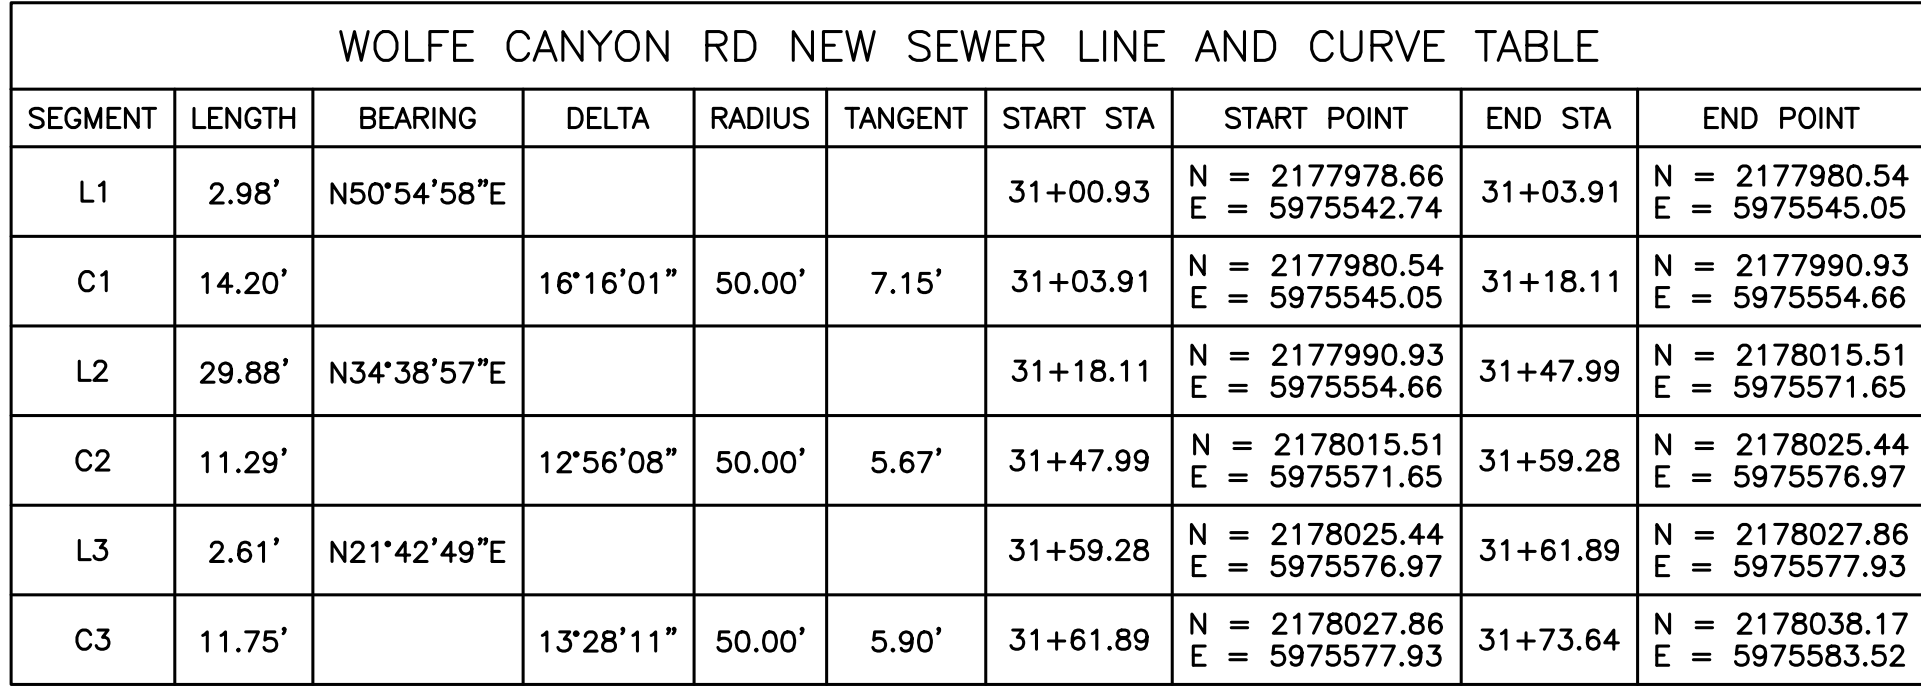 WOLFE CANYON RD NEW SEWER LINE AND CURVE TABLE
SEGMENT LENGTH BEARING DELTA RADIUS TANGENT START STA START POINT END STA END POINT
L1 2.98' N50°54'58"E 31+00.93 N = 2177978.66 E = 5975542.74 31+03.91 N = 2177980.54 E = 5975545.05
C1 14.20' 16°16'01" 50.00' 7.15' 31+03.91 N = 2177980.54 E = 5975545.05 31+18.11 N = 2177990.93 E = 5975554.66
L2 29.88' N34°38'57"E 31+18.11 N = 2177990.93 E = 5975554.66 31+47.99 N = 2178015.51 E = 5975571.65
C2 11.29' 12°56'08" 50.00' 5.67' 31+47.99 N = 2178015.51 E = 5975571.65 31+59.28 N = 2178025.44 E = 5975576.97
L3 2.61' N21°42'49"E 31+59.28 N = 2178025.44 E = 5975576.97 31+61.89 N = 2178027.86 E = 5975577.93
C3 11.75' 13°28'11" 50.00' 5.90' 31+61.89 N = 2178027.86 E = 5975577.93 31+73.64 N = 2178038.17 E = 5975583.52